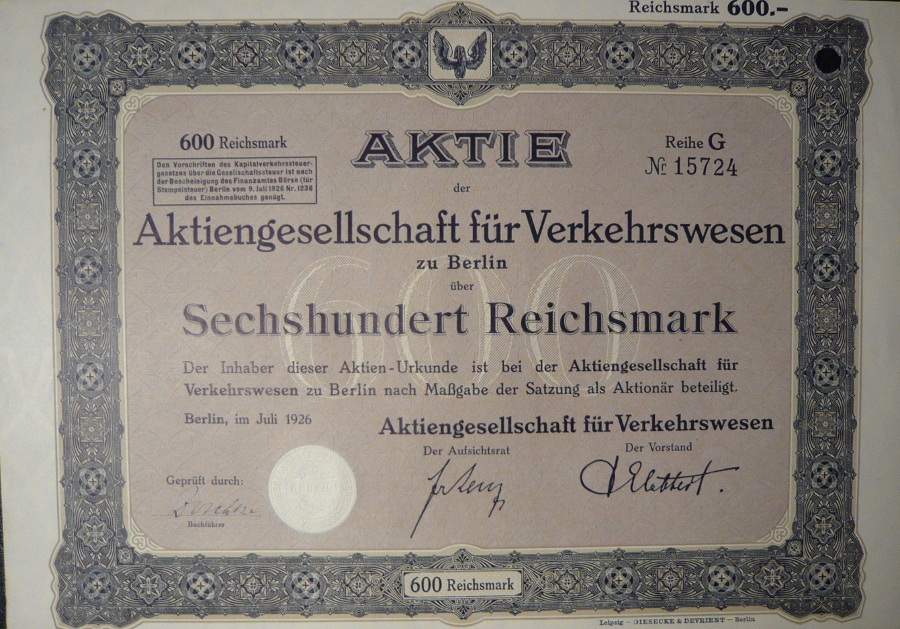 Reichsmark 600.-
600 Reichsmark
Den Vorschriften des Kapitalverkehrssteuer-
gesetzes über die Gesellschaftssteuer ist nach
der Bescheinigung des Finanzamtes Börse (für
Stempelsteuer) Berlin vom 9. Juli 1926 Nr. 1238
des Einnahmebuches genügt.
AKTIE
Reihe G
№ 15724
der
Aktiengesellschaft für Verkehrswesen
zu Berlin
über
600
Sechshundert Reichsmark
Der Inhaber dieser Aktien-Urkunde ist bei der Aktiengesellschaft für
Verkehrswesen zu Berlin nach Maßgabe der Satzung als Aktionär beteiligt.
Berlin, im Juli 1926
Aktiengesellschaft für Verkehrswesen
Der Aufsichtsrat
Der Vorstand
Geprüft durch:
Buchführer
600 Reichsmark
Leipzig — GIESECKE & DEVRIENT — Berlin